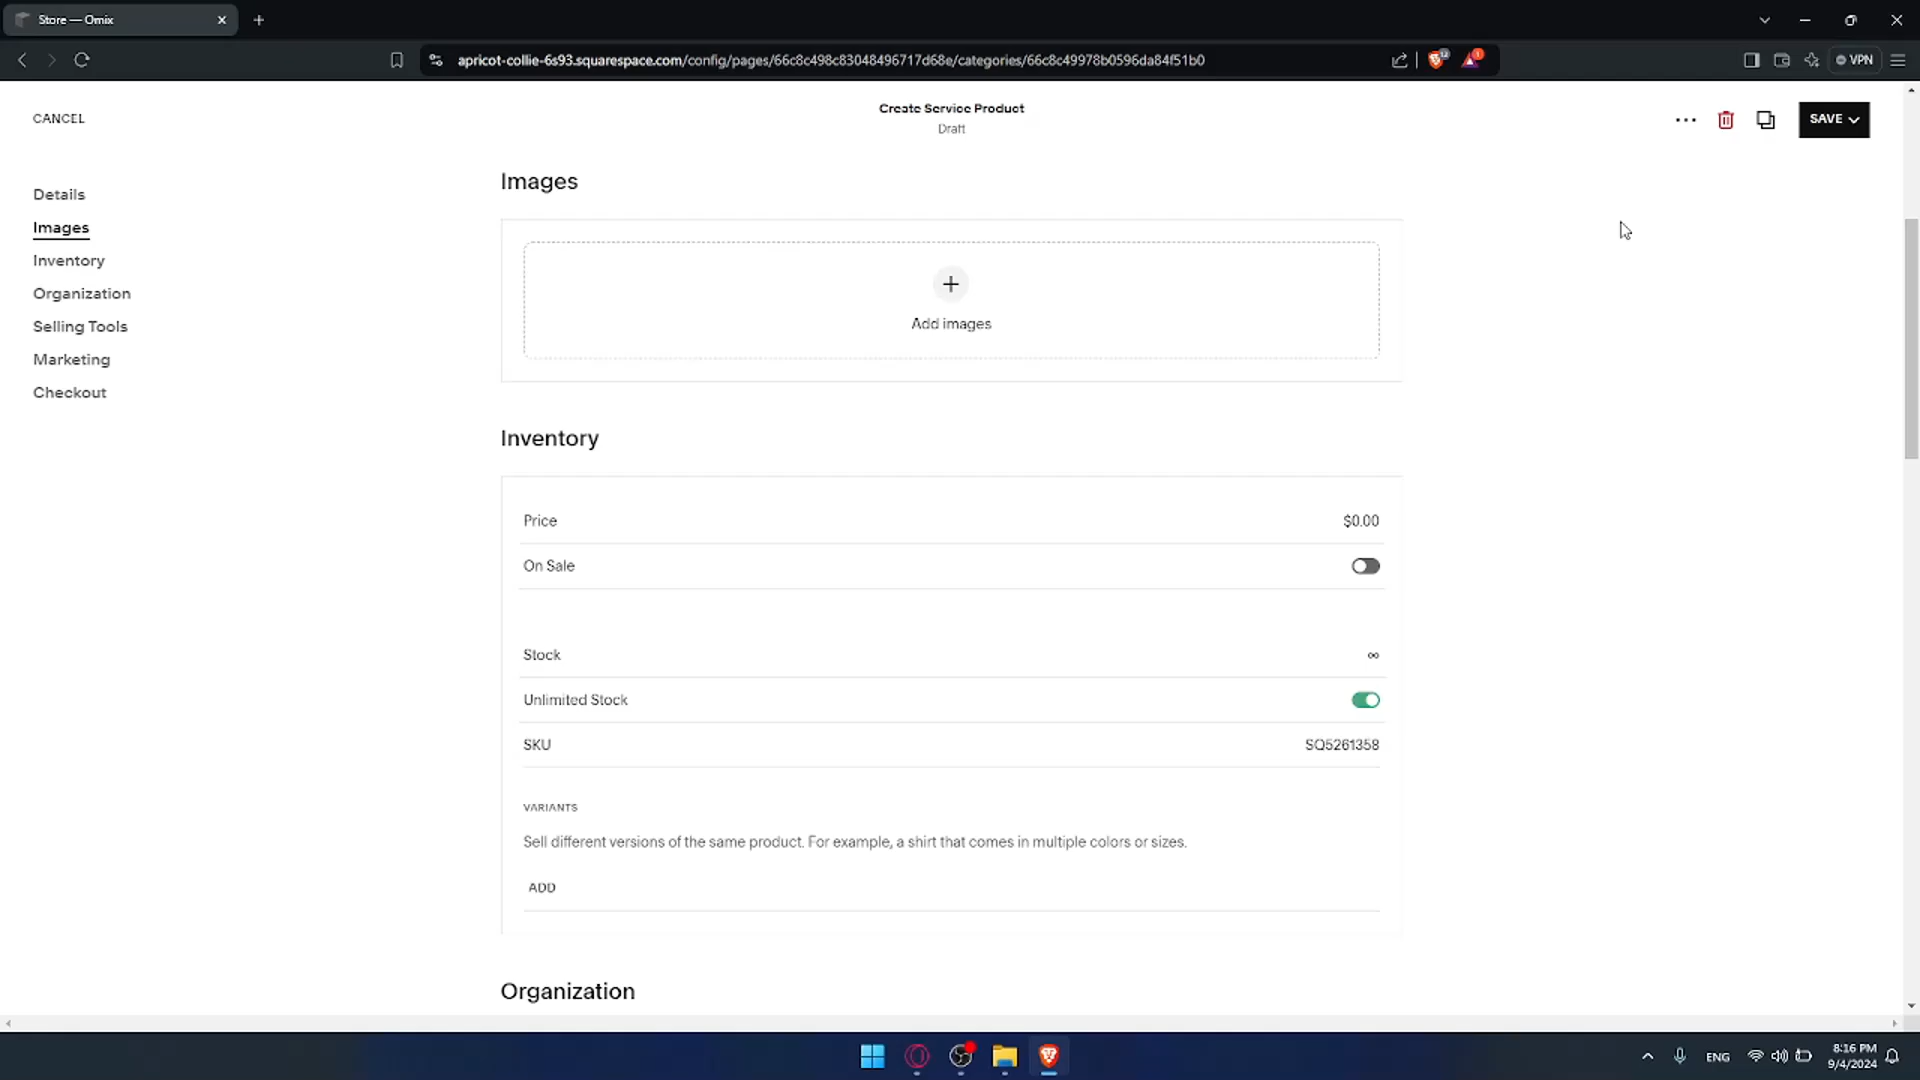 Store — Omix
apricot-collie-6s93.squarespace.com/config/pages/66c8c498c83048496717d68e/categories/66c8c49978b0596da84f51b0
12
1
VPN
CANCEL
Create Service Product
Draft
SAVE
Details
Images
Inventory
Organization
Selling Tools
Marketing
Checkout
Images
Add images
Inventory
Price $0.00
On Sale
Stock ∞
Unlimited Stock
SKU SQ5261358
VARIANTS
Sell different versions of the same product. For example, a shirt that comes in multiple colors or sizes.
ADD
Organization
ENG
8:16 PM
9/4/2024